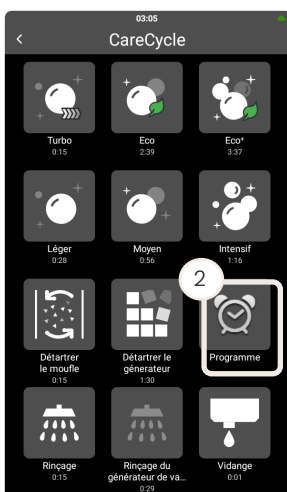 03:05
CareCycle
Turbo
0:15
Eco
2:39
Eco⁺
3:37
Léger
0:28
Moyen
0:56
Intensif
1:16
2
Détartrer
le moufle
0:15
Détartrer le
génerateur
1:30
Programme
Rinçage
0:15
Rinçage du
générateur de va...
0:29
Vidange
0:01